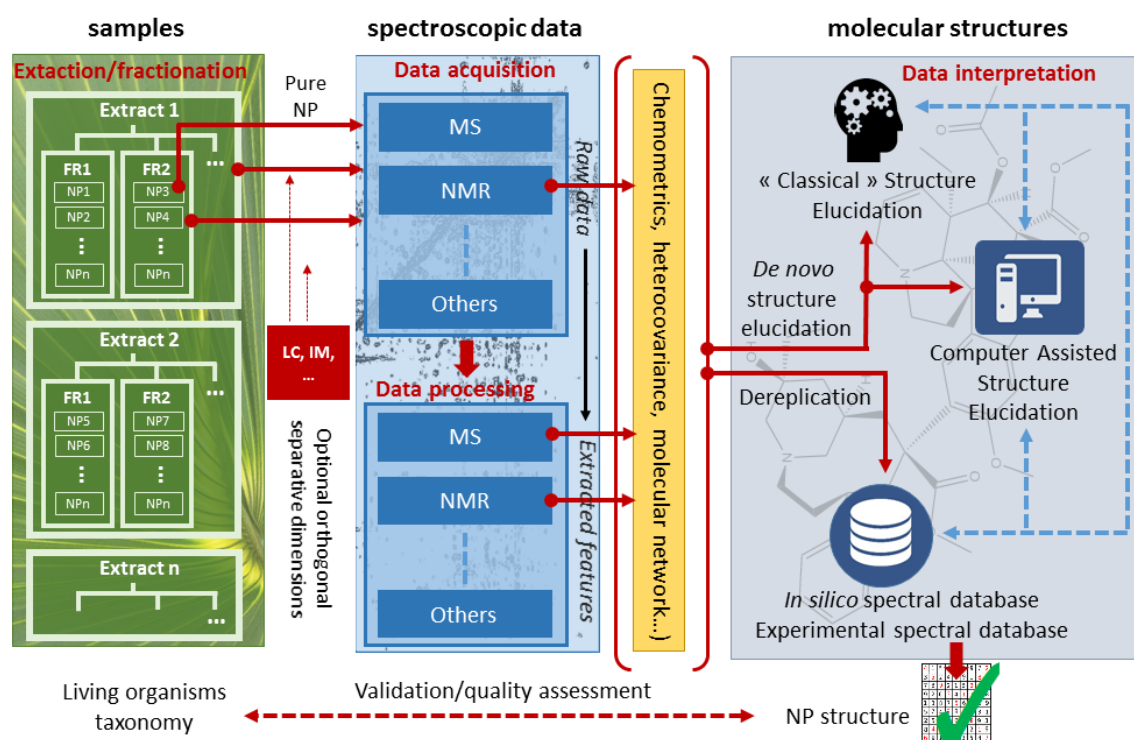 samples
Extaction/fractionation
Extract 1
FR1
NP1
NP2
NPn
FR2
NP3
NP4
NPn
...
Extract 2
FR1
NP5
NP6
NPn
FR2
NP7
NP8
NPn
...
Extract n
...
Living organisms
taxonomy
Pure
NP
LC, IM,
...
Optional orthogonal
separative dimensions
spectroscopic data
Data acquisition
MS
NMR
Others
Raw data
Data processing
MS
NMR
Others
Extracted features
Chemometrics, heterocovariance, molecular network...)
Validation/quality assessment
molecular structures
Data interpretation
« Classical » Structure
Elucidation
De novo
structure
elucidation
Computer Assisted
Structure
Elucidation
Dereplication
In silico spectral database
Experimental spectral database
NP structure